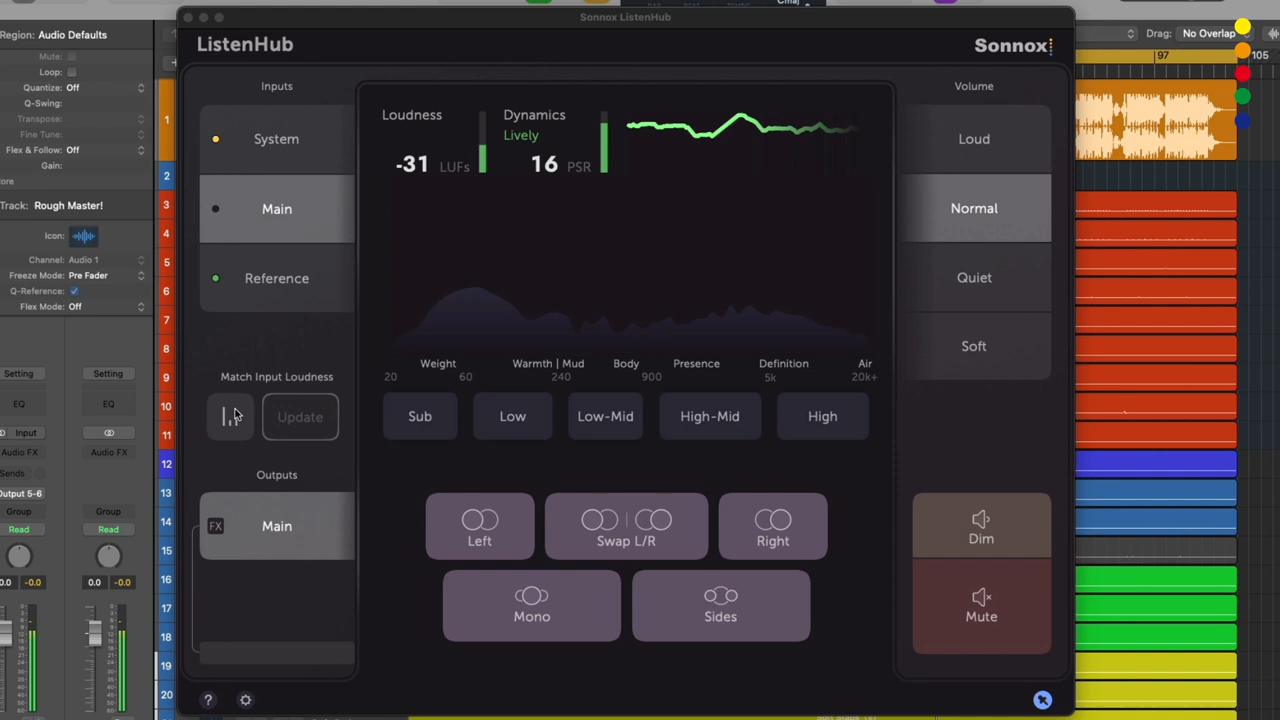 Cmaj
Sonnox ListenHub
Region: Audio Defaults
Mute:
Loop:
Quantize: Off
Q-Swing:
Transpose:
Fine Tune:
Flex & Follow: Off
Gain:
ore
Track: Rough Master!
Icon:
Channel: Audio 1
Freeze Mode: Pre Fader
Q-Reference:
Flex Mode: Off
Setting Setting
EQ EQ
Input
Audio FX Audio FX
Sends
Output 5-6
Group Group
Read Read
0.0 -0.0 0.0 -0.0
1
2
3
4
5
6
7
8
9
10
11
12
13
14
15
16
17
18
19
20
ListenHub
Sonnox
Inputs
System
Main
Reference
Match Input Loudness
Update
Outputs
FX Main
Loudness
-31 LUFs
Dynamics
Lively
16 PSR
Weight Warmth | Mud Body Presence Definition Air
20 60 240 900 5k 20k+
Sub Low Low-Mid High-Mid High
Left Swap L/R Right
Mono Sides
Volume
Loud
Normal
Quiet
Soft
Dim
Mute
?
Drag: No Overlap
97 105